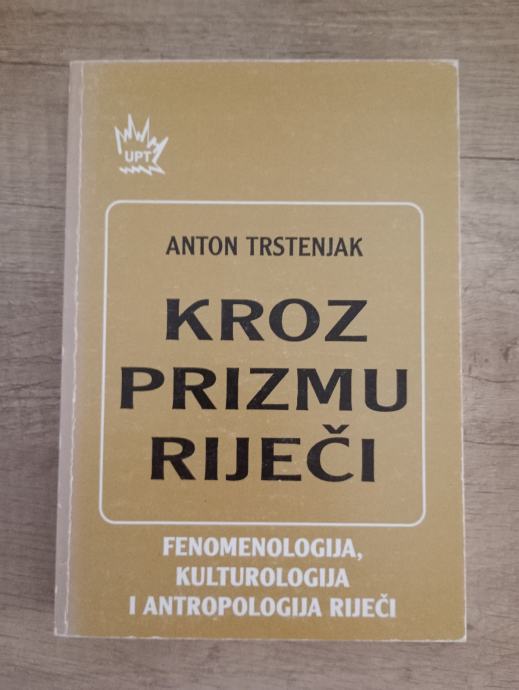 UPT
ANTON TRSTENJAK
KROZ
PRIZMU
RIJEČI
FENOMENOLOGIJA,
KULTUROLOGIJA
I ANTROPOLOGIJA RIJEČI